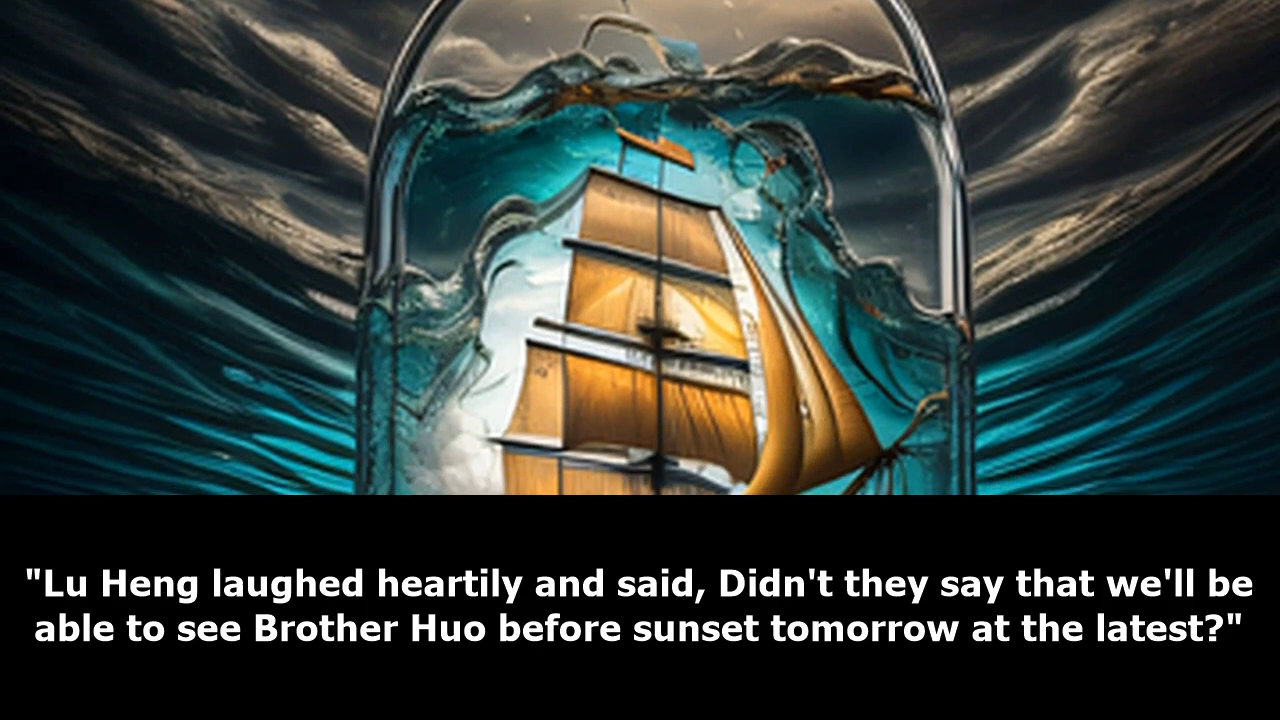 "Lu Heng laughed heartily and said, Didn't they say that we'll be
able to see Brother Huo before sunset tomorrow at the latest?"